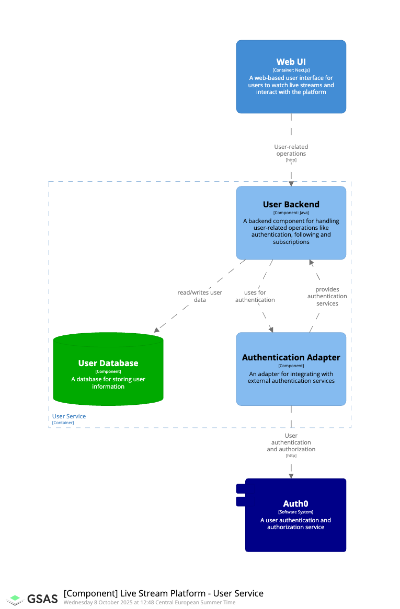 Web UI
[Container: Next.js]
A web-based user interface for
users to watch live streams and
interact with the platform
User-related
operations
[http]
User Backend
[Component: Java]
A backend component for handling
user-related operations like
authentication, following and
subscriptions
read/writes user
data
uses for
authentication
provides
authentication
services
User Database
[Component]
A database for storing user
information
Authentication Adapter
[Component]
An adapter for integrating with
external authentication services
User Service
[Container]
User
authentication
and authorization
[http]
Auth0
[Software System]
A user authentication and
authorization service
GSAS
[Component] Live Stream Platform - User Service
Wednesday 8 October 2025 at 12:48 Central European Summer Time